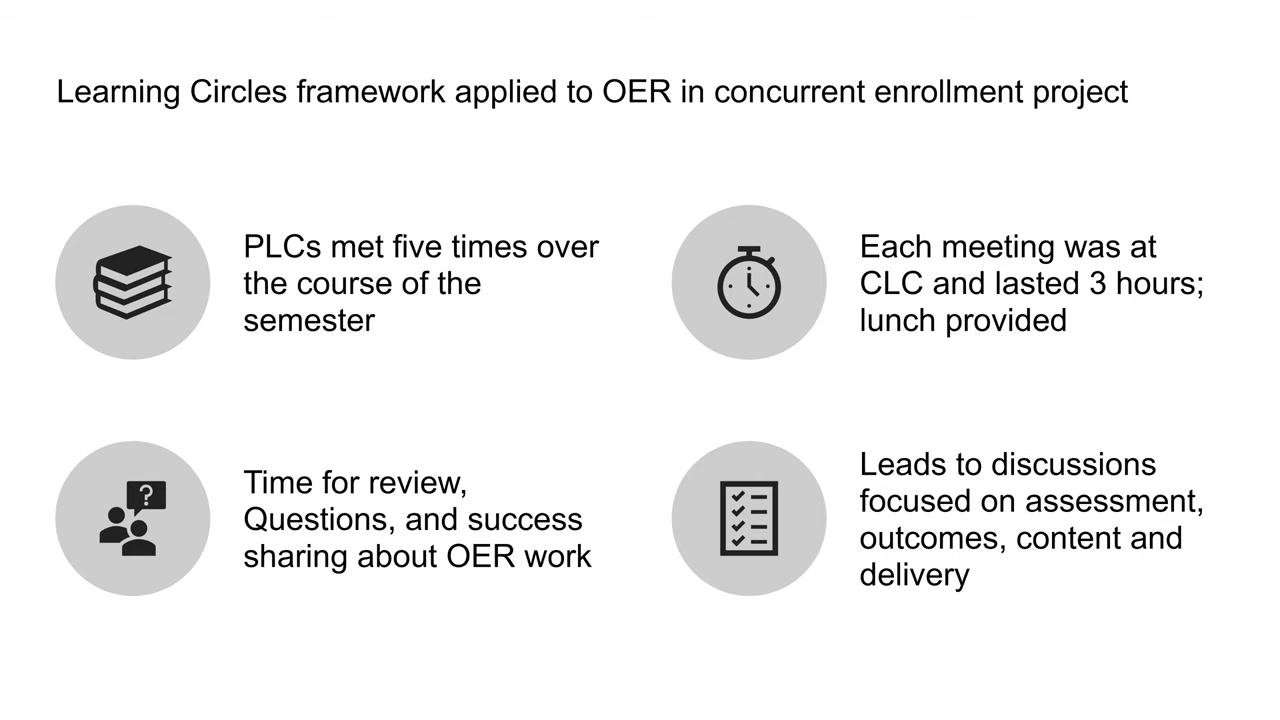 Learning Circles framework applied to OER in concurrent enrollment project
PLCs met five times over
the course of the
semester
Each meeting was at
CLC and lasted 3 hours;
lunch provided
?
Time for review,
Questions, and success
sharing about OER work
Leads to discussions
focused on assessment,
outcomes, content and
delivery